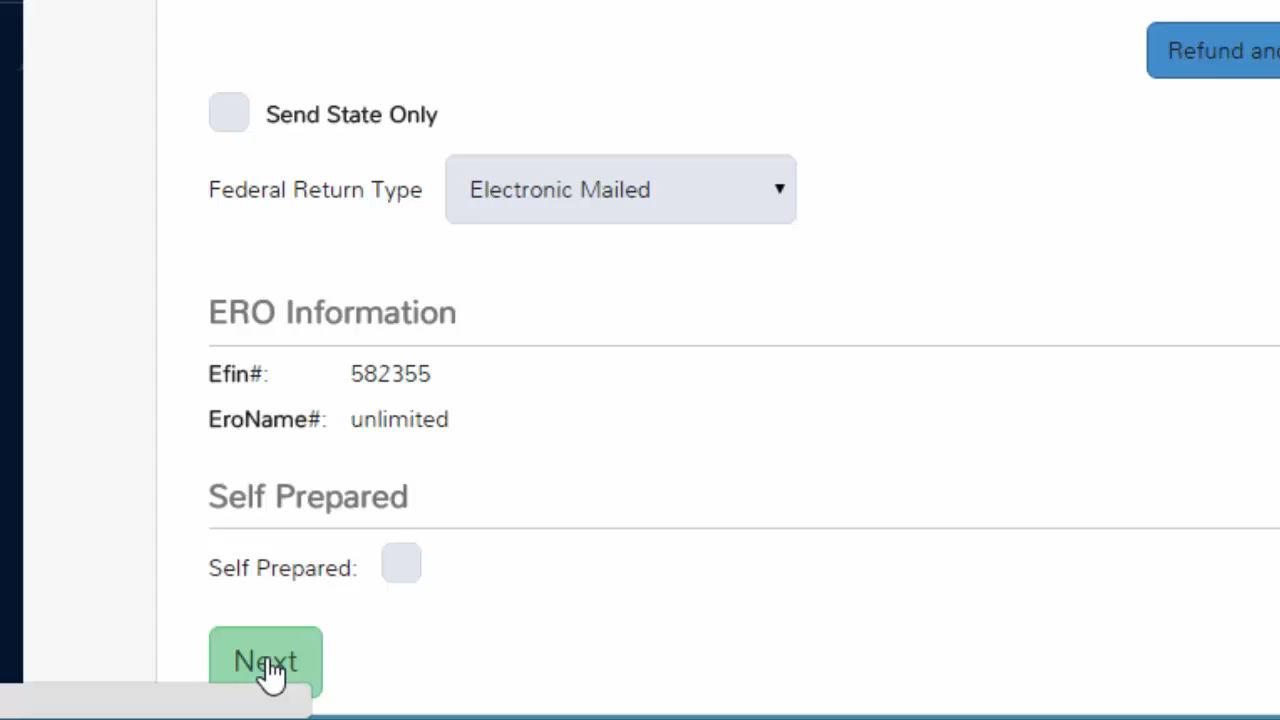 Refund and
Send State Only
Federal Return Type Electronic Mailed
ERO Information
Efin#: 582355
EroName#: unlimited
Self Prepared
Self Prepared:
Next